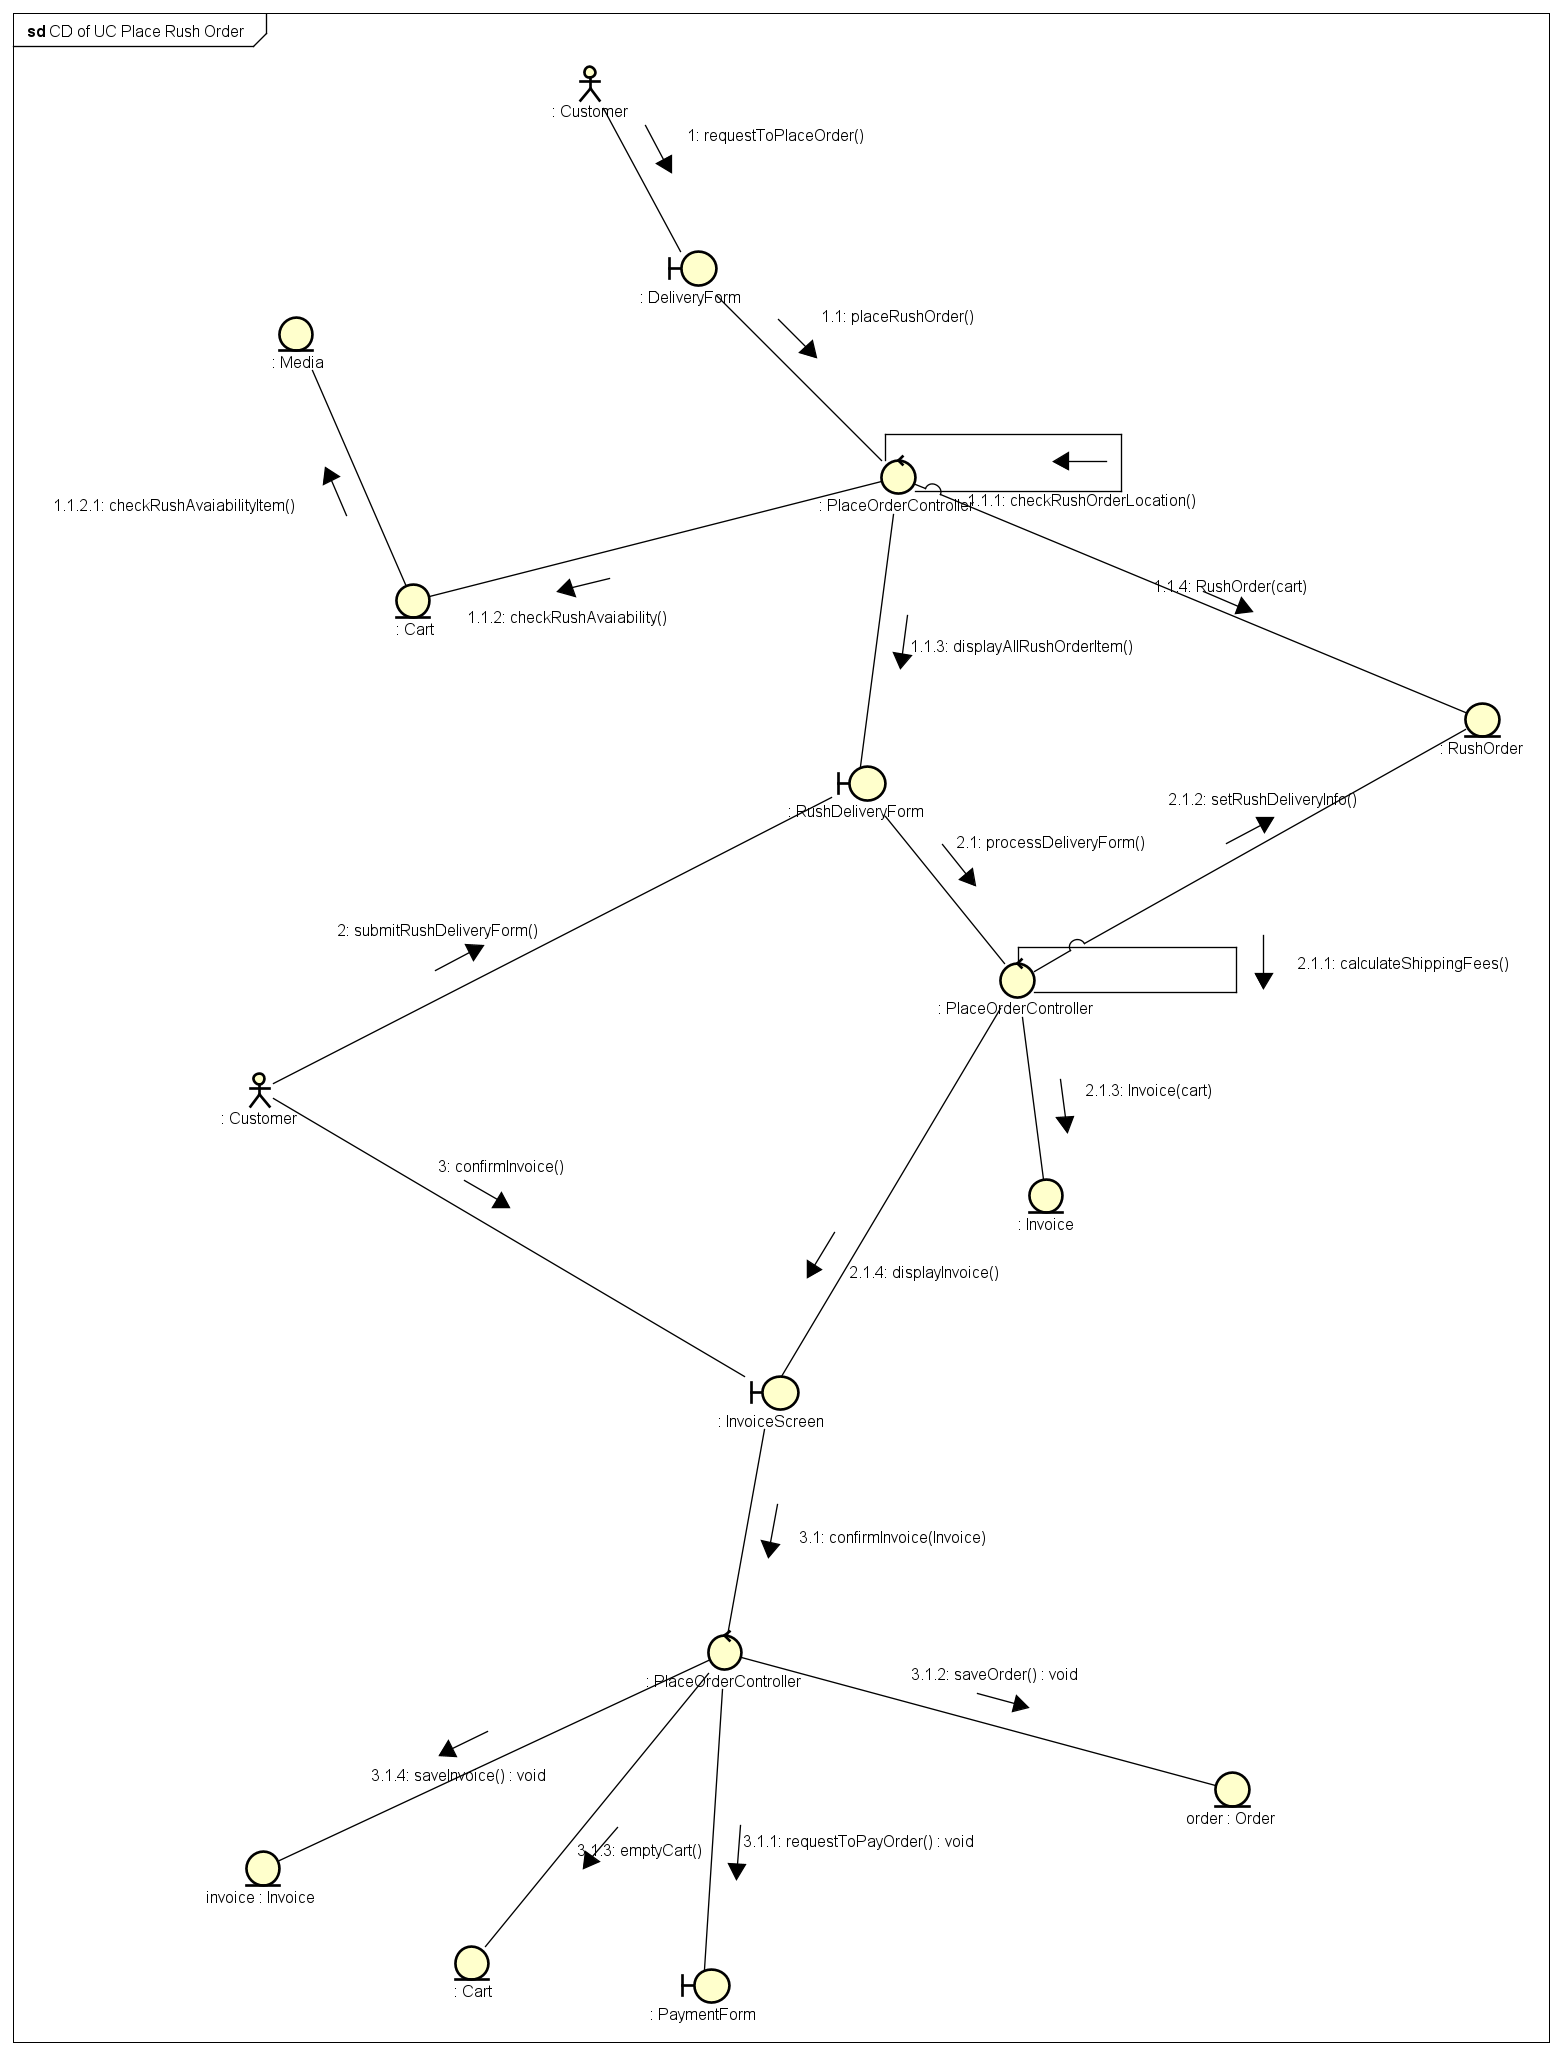 sd CD of UC Place Rush Order
: Customer
1: requestToPlaceOrder()
: DeliveryForm
1.1: placeRushOrder()
: Media
1.1.2.1: checkRushAvaiabilityItem()
: PlaceOrderController
1.1.1: checkRushOrderLocation()
1.1.4: RushOrder(cart)
1.1.2: checkRushAvaiability()
: Cart
1.1.3: displayAllRushOrderItem()
: RushOrder
2.1.2: setRushDeliveryInfo()
: RushDeliveryForm
2.1: processDeliveryForm()
2: submitRushDeliveryForm()
2.1.1: calculateShippingFees()
: PlaceOrderController
2.1.3: Invoice(cart)
: Customer
3: confirmInvoice()
: Invoice
2.1.4: displayInvoice()
: InvoiceScreen
3.1: confirmInvoice(Invoice)
3.1.2: saveOrder() : void
: PlaceOrderController
3.1.4: saveInvoice() : void
order : Order
3.1.3: emptyCart()
3.1.1: requestToPayOrder() : void
invoice : Invoice
: Cart
: PaymentForm